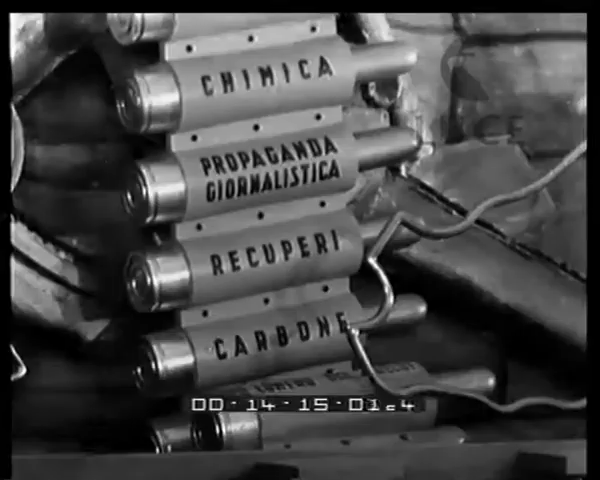 CHIMICA
PROPAGANDA
GIORNALISTICA
RECUPERI
CARBONE
00-14-15-01.4